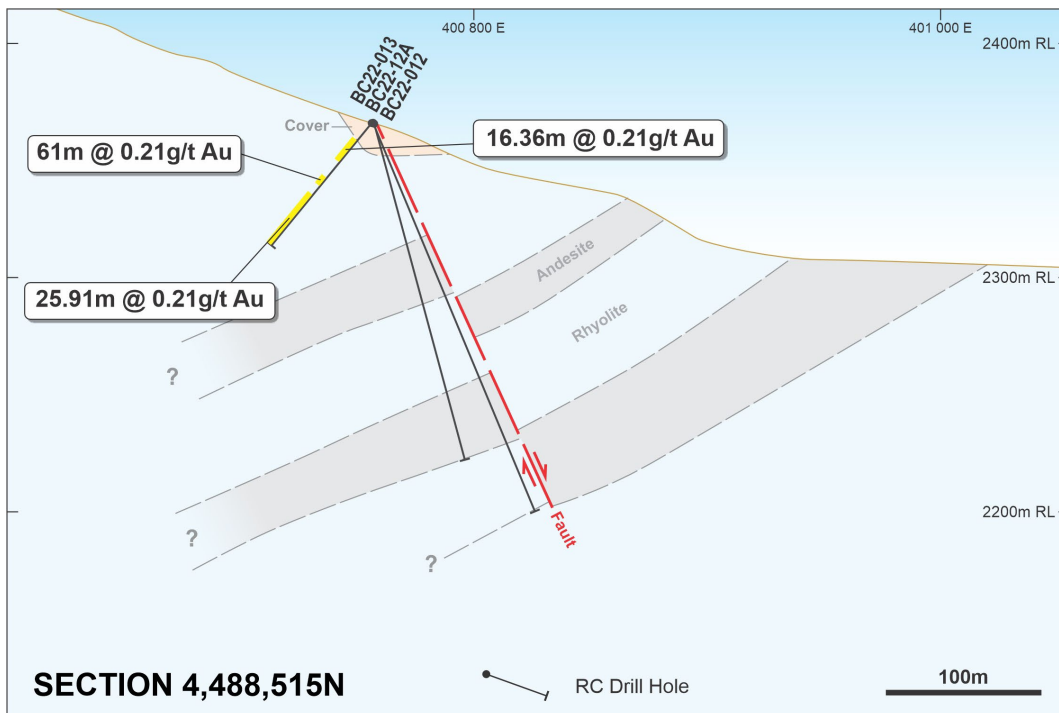 400 800 E
401 000 E
2400m RL
BC22-013
BC22-12A
BC22-012
Cover
61m @ 0.21g/t Au
16.36m @ 0.21g/t Au
25.91m @ 0.21g/t Au
Andesite
2300m RL
Rhyolite
?
?
?
Fault
2200m RL
SECTION 4,488,515N
RC Drill Hole
100m